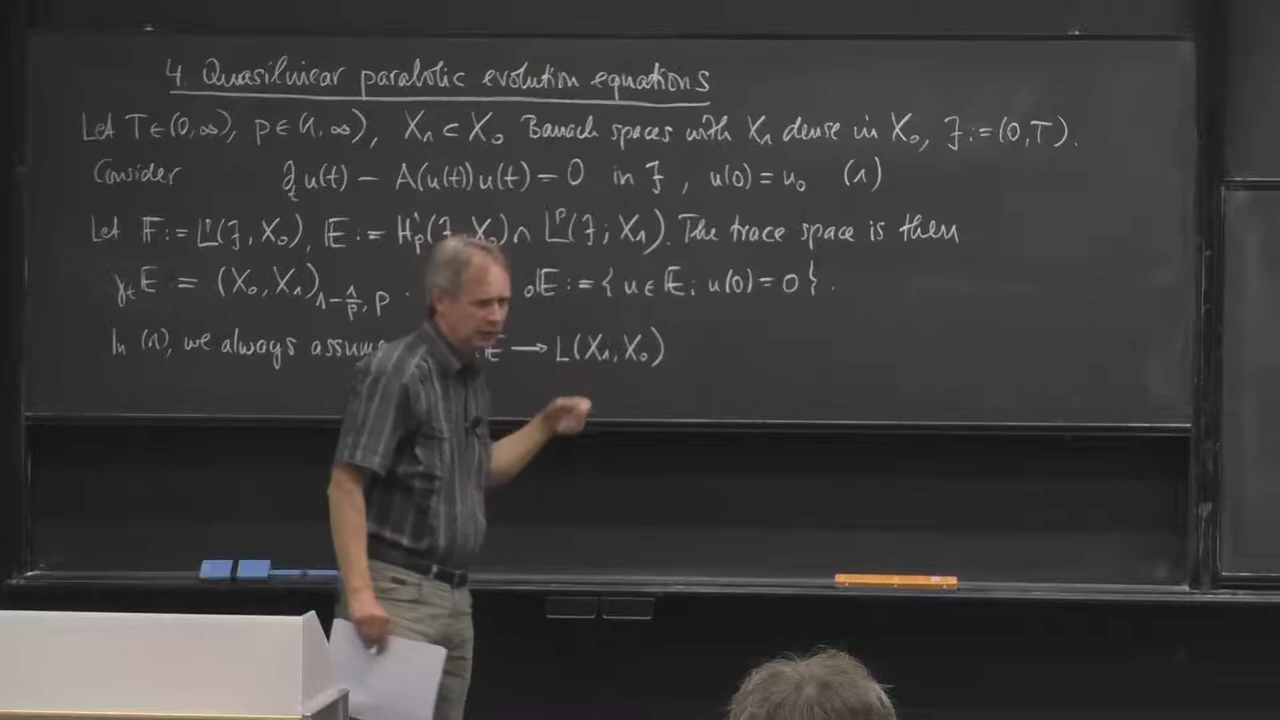 4. Quasilinear parabolic evolution equations
Let T∈(0,∞), p∈(1,∞), X₁ ⊂ X₀ Banach spaces with X₁ dense in X₀, J := (0,T).
Consider ∂ₜu(t) − A(u(t))u(t) = 0 in J, u(0) = u₀ (1)
Let 𝔽 := Lᵖ(J, X₀), 𝔼 := H¹ₚ(J, X₀) ∩ Lᵖ(J; X₁). The trace space is then
γₜ𝔼 = (X₀, X₁)_{1−1/p, p}. ₀𝔼 := {u ∈ 𝔼; u(0) = 0}.
In (1), we always assum 𝔼 → L(X₁, X₀)